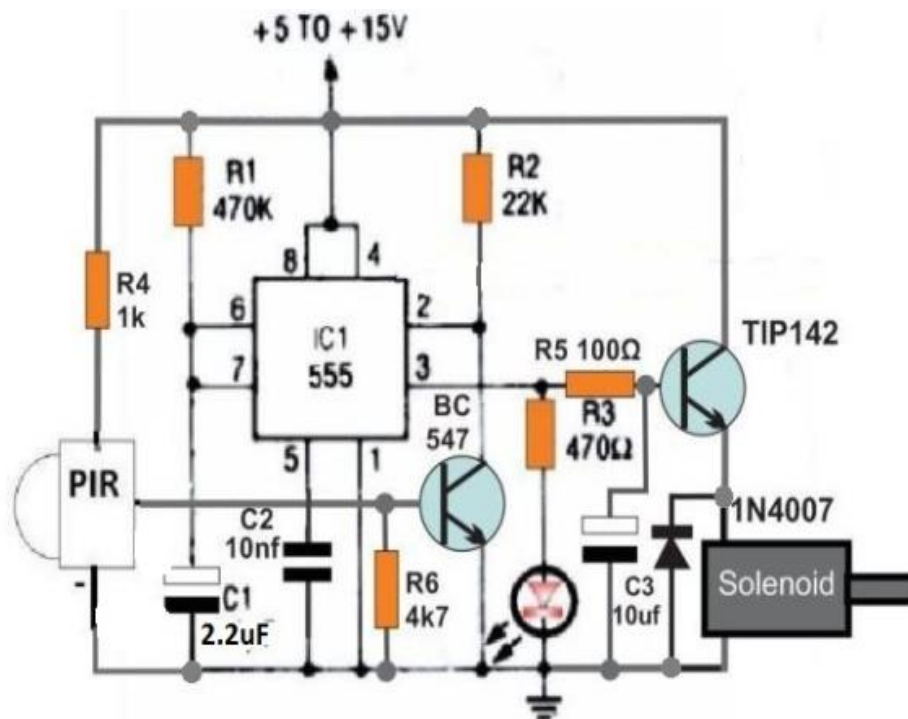 +5 TO +15V
R1
470K
R2
22K
R4
1k
8
4
6
2
IC1
555
7
3
5
1
R5 100Ω
TIP142
R3
470Ω
BC
547
PIR
-
C2
10nf
R6
4k7
C1
2.2uF
C3
10uf
1N4007
Solenoid